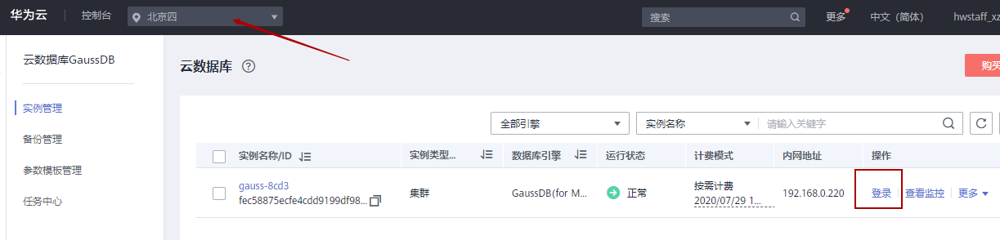 华为云 控制台 北京四 搜索 更多 中文（简体） hwstaff_xz
云数据库GaussDB
云数据库 ?
购买
实例管理
备份管理
参数模板管理
任务中心
全部引擎 实例名称 请输入关键字
实例名称/ID 实例类型... 数据库引擎 运行状态 计费模式 内网地址 操作
gauss-8cd3
fec58875ecfe4cdd9199df98... 集群 GaussDB(for M... 正常 按需计费
2020/07/29 1... 192.168.0.220 登录 查看监控 更多